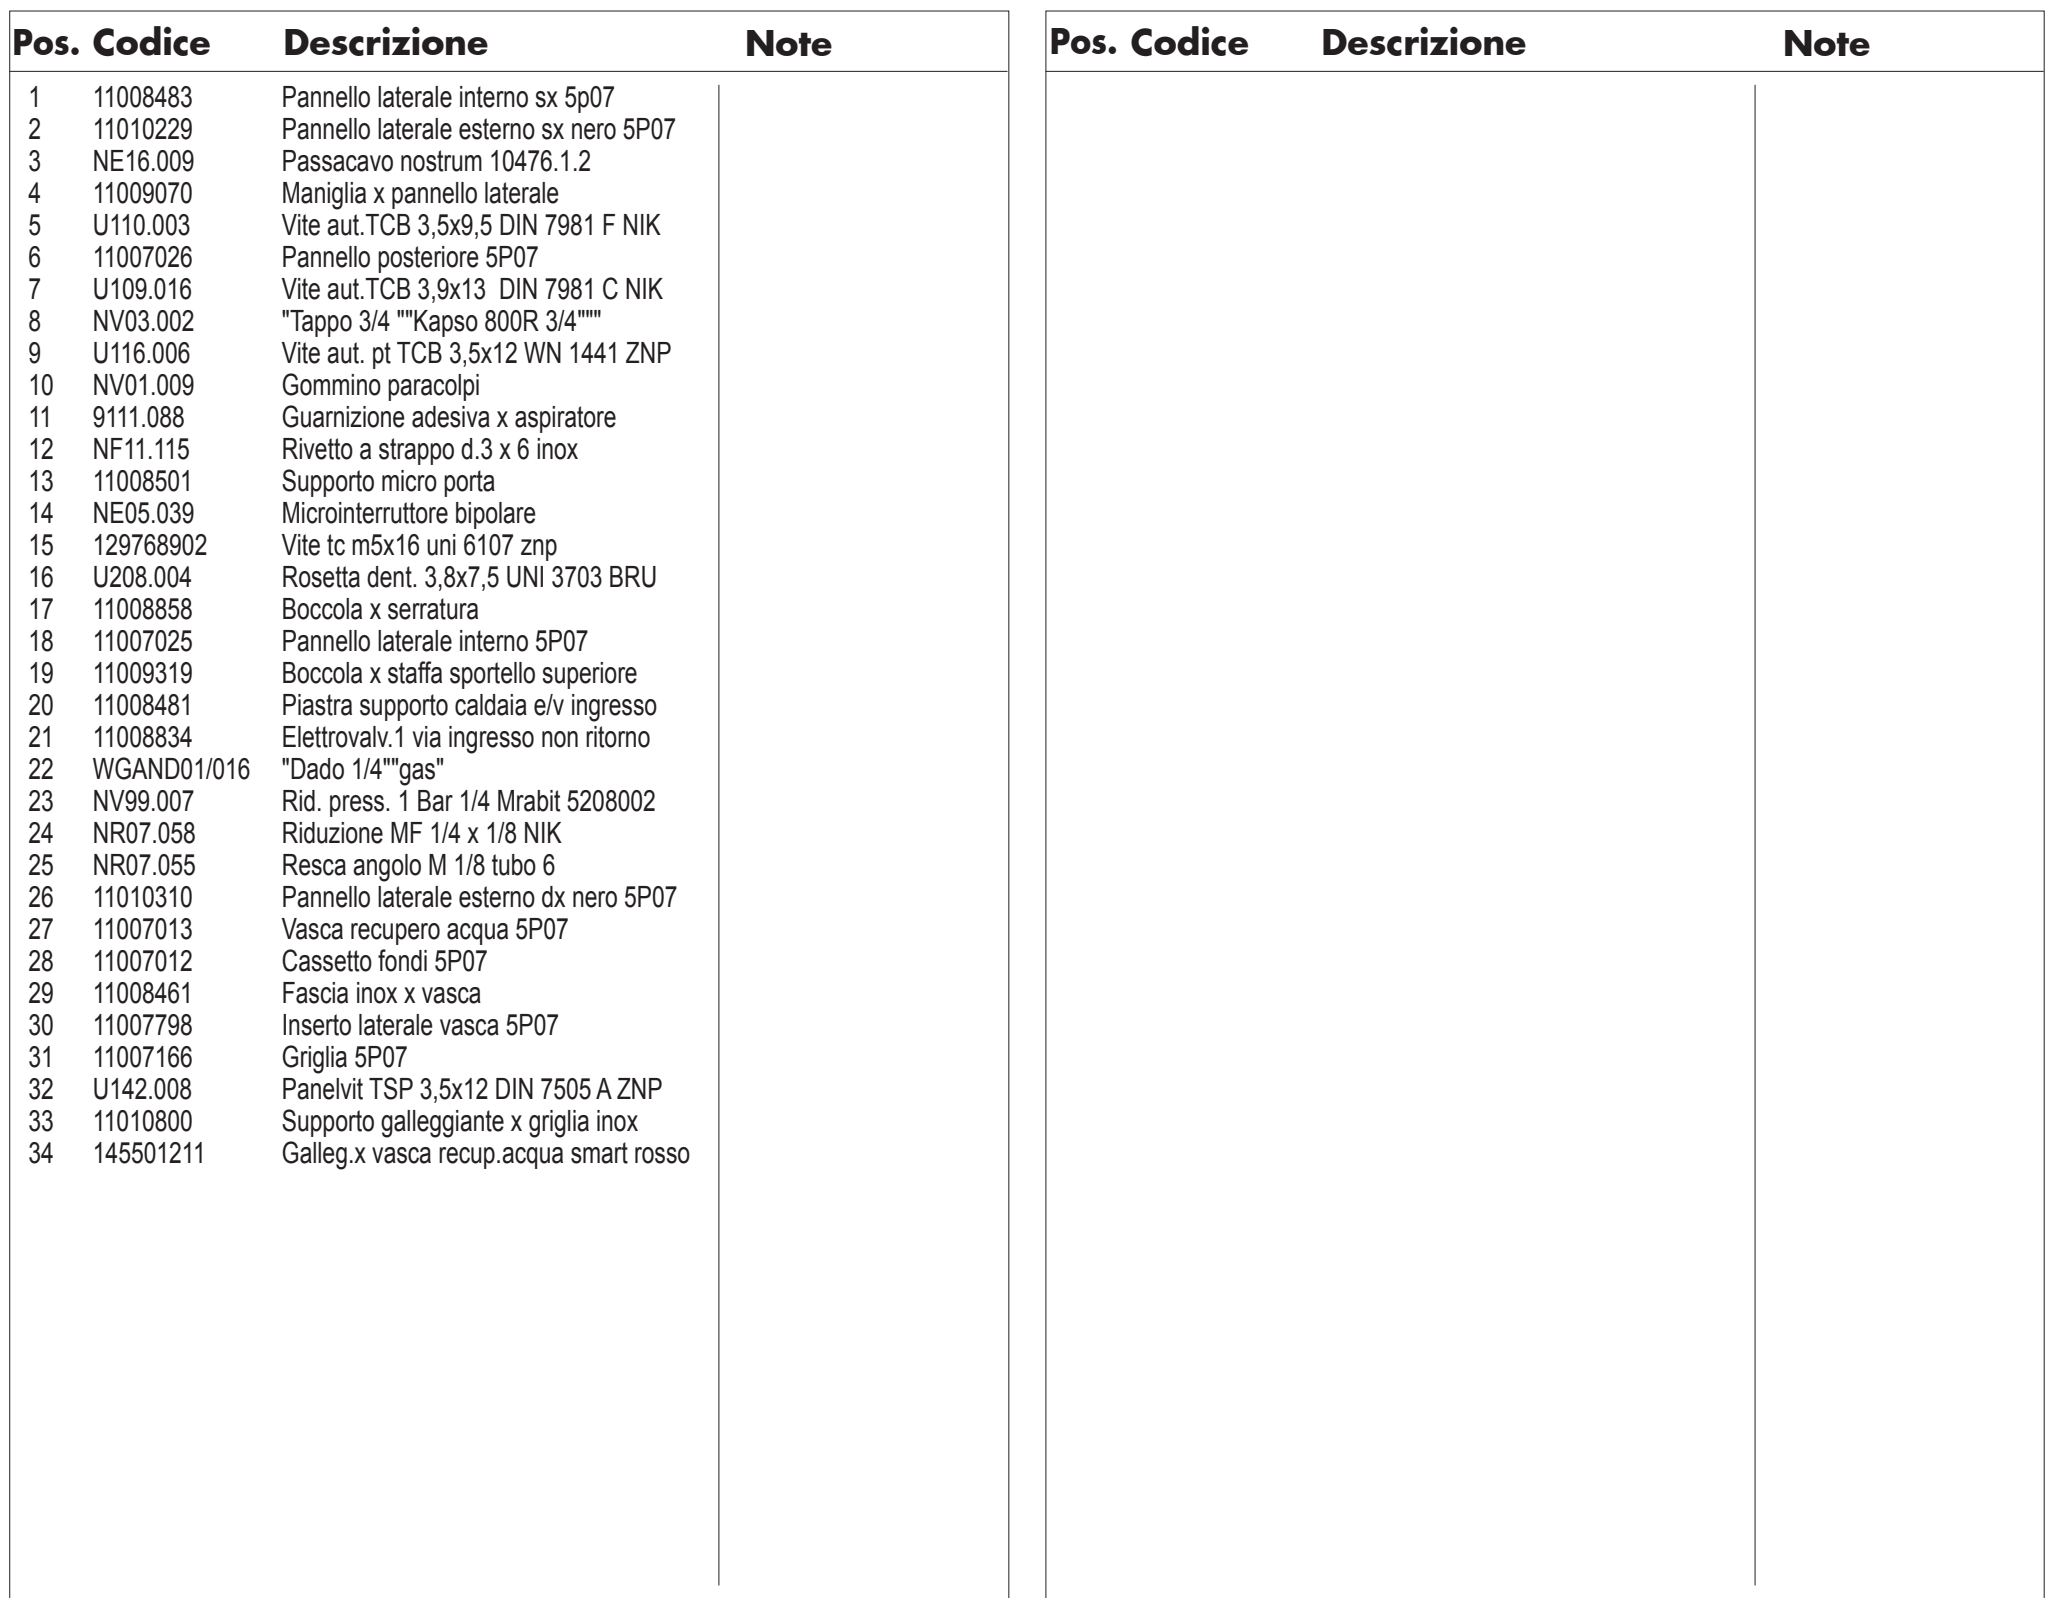 Pos. Codice Descrizione Note
1 11008483 Pannello laterale interno sx 5p07
2 11010229 Pannello laterale esterno sx nero 5P07
3 NE16.009 Passacavo nostrum 10476.1.2
4 11009070 Maniglia x pannello laterale
5 U110.003 Vite aut.TCB 3,5x9,5 DIN 7981 F NIK
6 11007026 Pannello posteriore 5P07
7 U109.016 Vite aut.TCB 3,9x13  DIN 7981 C NIK
8 NV03.002 "Tappo 3/4 ""Kapso 800R 3/4"""
9 U116.006 Vite aut. pt TCB 3,5x12 WN 1441 ZNP
10 NV01.009 Gommino paracolpi
11 9111.088 Guarnizione adesiva x aspiratore
12 NF11.115 Rivetto a strappo d.3 x 6 inox
13 11008501 Supporto micro porta
14 NE05.039 Microinterruttore bipolare
15 129768902 Vite tc m5x16 uni 6107 znp
16 U208.004 Rosetta dent. 3,8x7,5 UNI 3703 BRU
17 11008858 Boccola x serratura
18 11007025 Pannello laterale interno 5P07
19 11009319 Boccola x staffa sportello superiore
20 11008481 Piastra supporto caldaia e/v ingresso
21 11008834 Elettrovalv.1 via ingresso non ritorno
22 WGAND01/016 "Dado 1/4""gas"
23 NV99.007 Rid. press. 1 Bar 1/4 Mrabit 5208002
24 NR07.058 Riduzione MF 1/4 x 1/8 NIK
25 NR07.055 Resca angolo M 1/8 tubo 6
26 11010310 Pannello laterale esterno dx nero 5P07
27 11007013 Vasca recupero acqua 5P07
28 11007012 Cassetto fondi 5P07
29 11008461 Fascia inox x vasca
30 11007798 Inserto laterale vasca 5P07
31 11007166 Griglia 5P07
32 U142.008 Panelvit TSP 3,5x12 DIN 7505 A ZNP
33 11010800 Supporto galleggiante x griglia inox
34 145501211 Galleg.x vasca recup.acqua smart rosso
Pos. Codice Descrizione Note